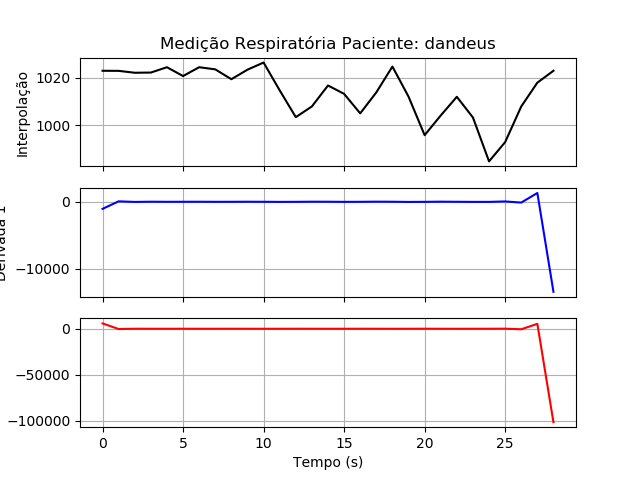 Medição Respiratória Paciente: dandeus
Interpolação
1020
1000
Derivada 1
0
−10000
0
−50000
−100000
0 5 10 15 20 25
Tempo (s)